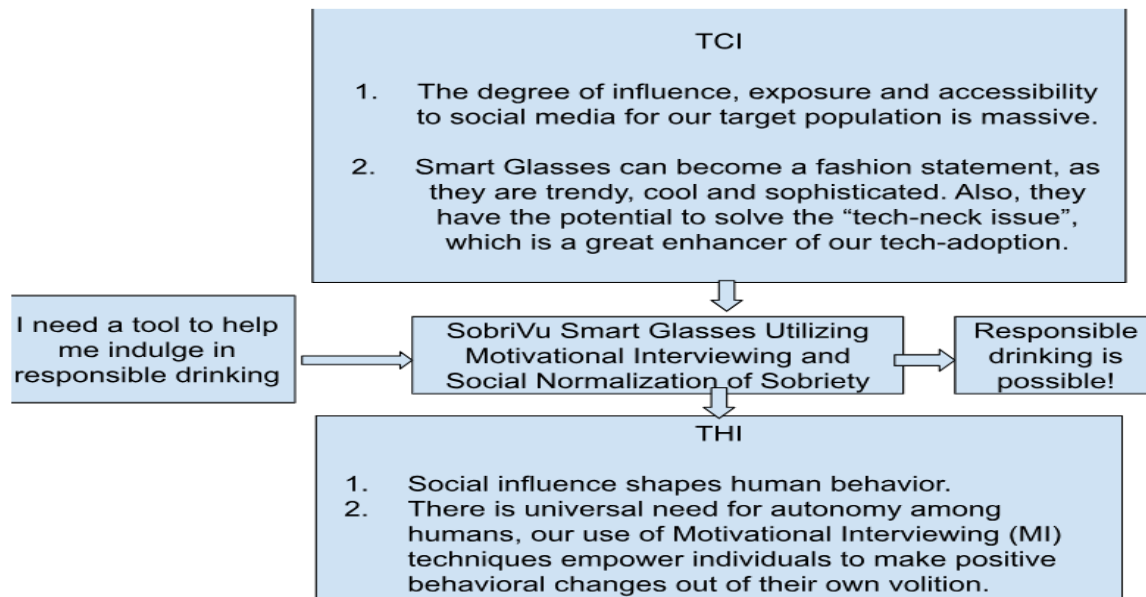 TCI
1. The degree of influence, exposure and accessibility
to social media for our target population is massive.
2. Smart Glasses can become a fashion statement, as
they are trendy, cool and sophisticated. Also, they
have the potential to solve the “tech-neck issue”,
which is a great enhancer of our tech-adoption.
I need a tool to help
me indulge in
responsible drinking
SobriVu Smart Glasses Utilizing
Motivational Interviewing and
Social Normalization of Sobriety
Responsible
drinking is
possible!
THI
1. Social influence shapes human behavior.
2. There is universal need for autonomy among
humans, our use of Motivational Interviewing (MI)
techniques empower individuals to make positive
behavioral changes out of their own volition.